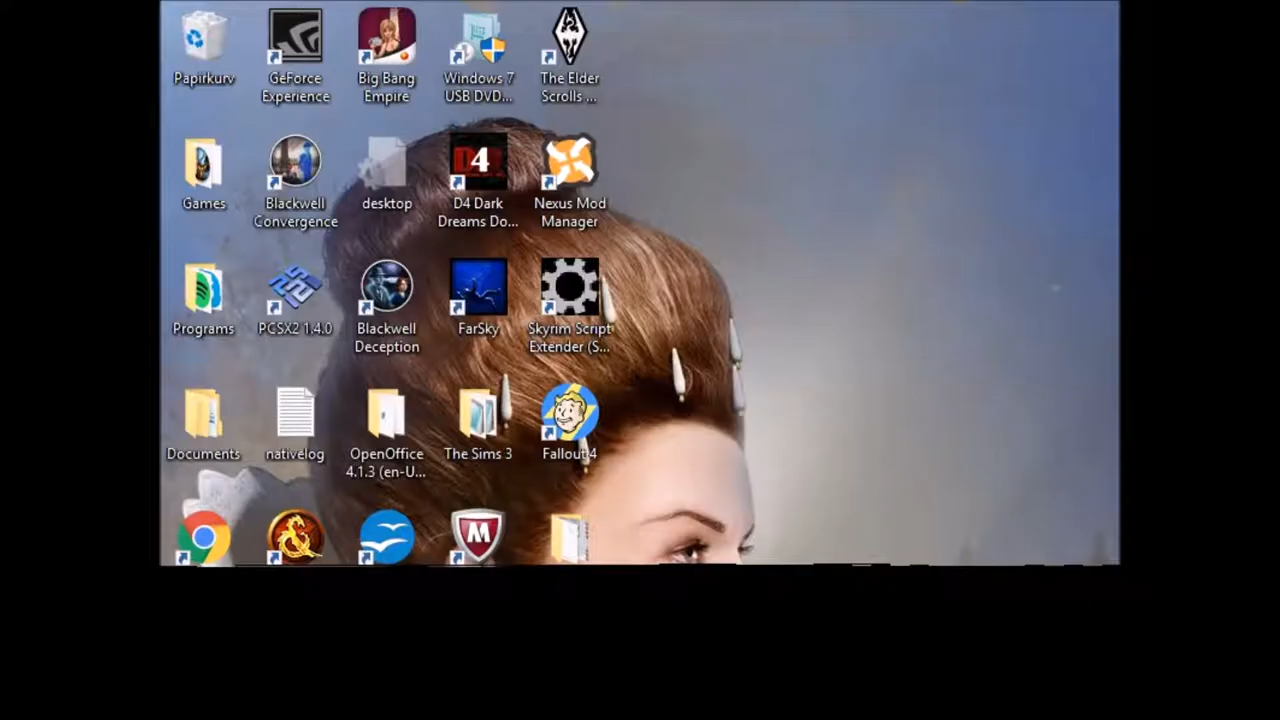 Papirkurv
GeForce
Experience
Big Bang
Empire
Windows 7
USB DVD...
The Elder
Scrolls ...
Games
Blackwell
Convergence
desktop
D4
D4 Dark
Dreams Do...
Nexus Mod
Manager
Programs
PCSX2 1.4.0
Blackwell
Deception
FarSky
Skyrim Script
Extender (S...
Documents
nativelog
OpenOffice
4.1.3 (en-U...
The Sims 3
Fallout 4